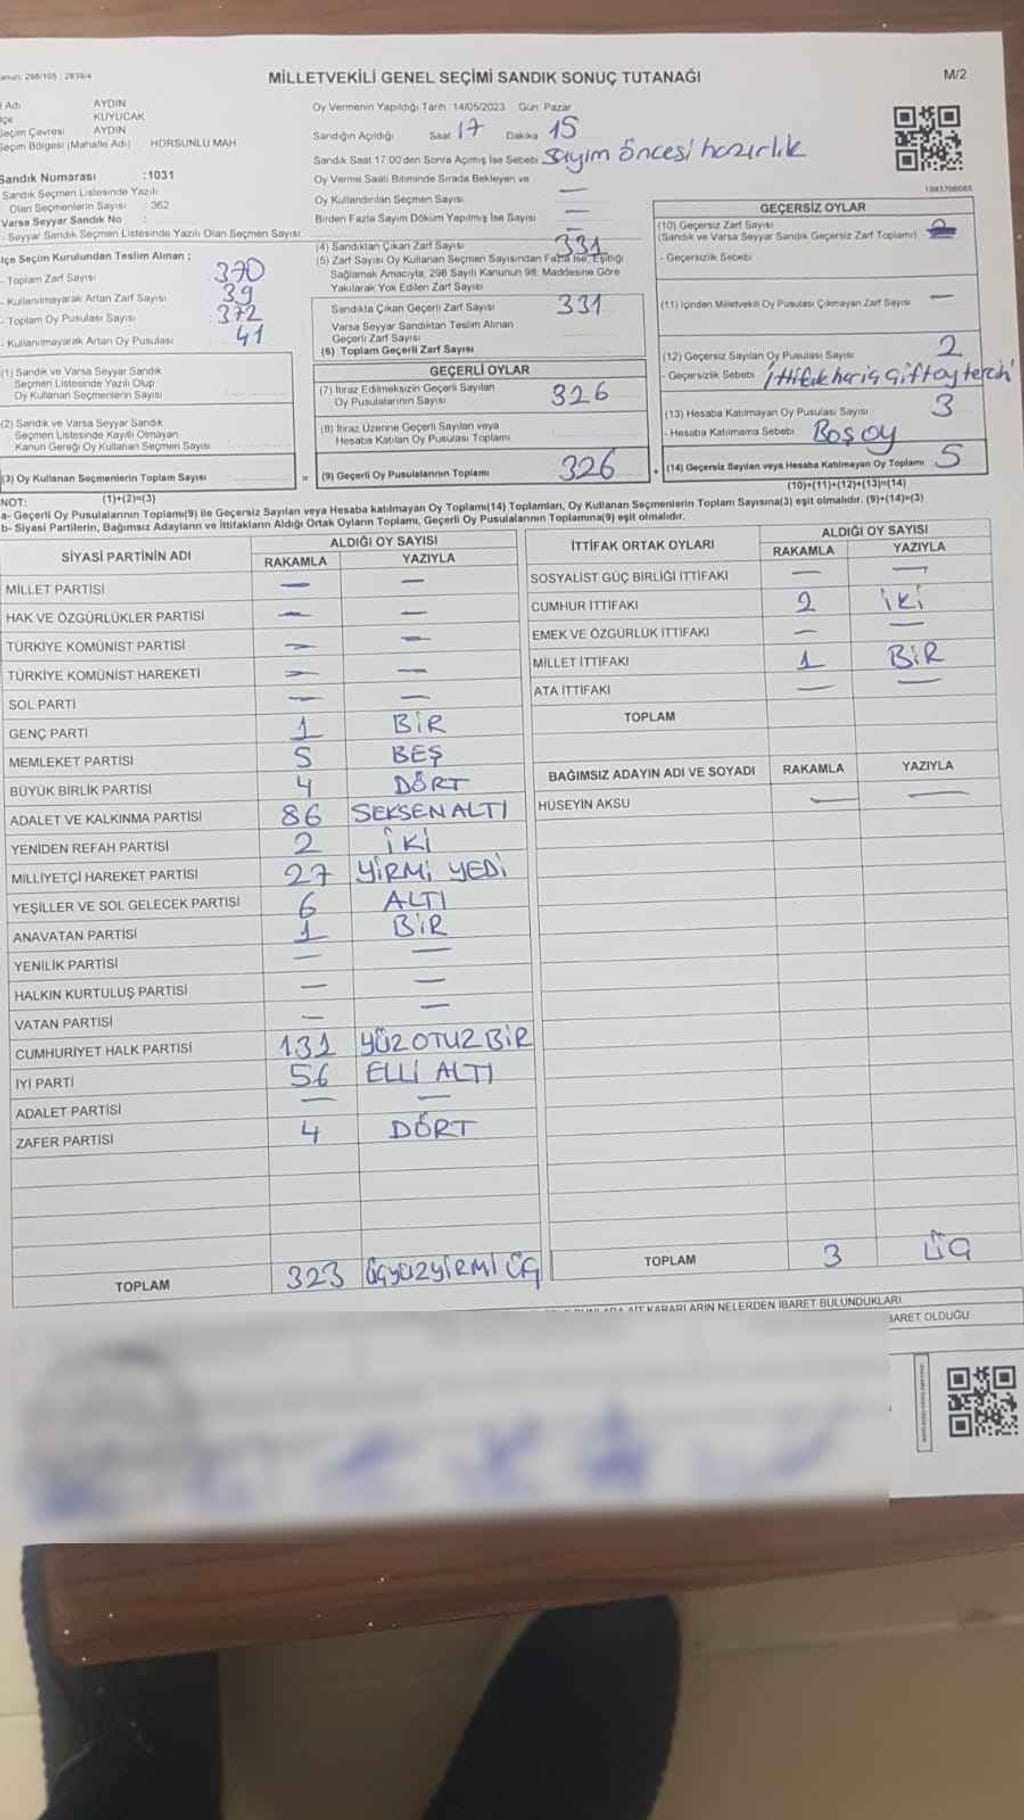 MİLLETVEKİLİ GENEL SEÇİMİ SANDIK SONUÇ TUTANAĞI
M/2
Adı AYDIN
KUYUCAK
Seçim Çevresi AYDIN
Seçim Bölgesi (Mahalle Adı) HORSUNLU MAH
Sandık Numarası :1031
Sandık Seçmen Listesinde Yazılı
Olan Seçmenlerin Sayısı : 362
Varsa Seyyar Sandık No :
- Seyyar Sandık Seçmen Listesinde Yazılı Olan Seçmen Sayısı:
Oy Vermenin Yapıldığı Tarih :14/05/2023 Gün: Pazar
Sandığın Açıldığı Saat 17 Dakika 15
Sandık Saat 17:00'den Sonra Açılmış İse Sebebi Sayım öncesi hazırlık
Oy Verme Saati Bitiminde Sırada Bekleyen ve
Oy Kullandırılan Seçmen Sayısı —
Birden Fazla Sayım Döküm Yapılmış İse Sayısı —
İlçe Seçim Kurulundan Teslim Alınan ;
- Toplam Zarf Sayısı 370
- Kullanılmayarak Artan Zarf Sayısı 39
- Toplam Oy Pusulası Sayısı 372
- Kullanılmayarak Artan Oy Pusulası 41
(1) Sandık ve Varsa Seyyar Sandık
Seçmen Listesinde Yazılı Olup
Oy Kullanan Seçmenlerin Sayısı
(2) Sandık ve Varsa Seyyar Sandık
Seçmen Listesinde Kayıtlı Olmayan
Kanun Gereği Oy Kullanan Seçmen Sayısı
(3) Oy Kullanan Seçmenlerin Toplam Sayısı =
(1)+(2)=(3)
(4) Sandıktan Çıkan Zarf Sayısı 331
(5) Zarf Sayısı Oy Kullanan Seçmen Sayısından Fazla İse, Eşitliği
Sağlamak Amacıyla, 298 Sayılı Kanunun 98. Maddesine Göre
Yakılarak Yok Edilen Zarf Sayısı
Sandıkta Çıkan Geçerli Zarf Sayısı 331
Varsa Seyyar Sandıktan Teslim Alınan
Geçerli Zarf Sayısı
(6) Toplam Geçerli Zarf Sayısı
GEÇERLİ OYLAR
(7) İtiraz Edilmeksizin Geçerli Sayılan
Oy Pusulalarının Sayısı 326
(8) İtiraz Üzerine Geçerli Sayılan veya
Hesaba Katılan Oy Pusulası Toplamı
(9) Geçerli Oy Pusulalarının Toplamı 326 +
GEÇERSİZ OYLAR
(10) Geçersiz Zarf Sayısı
(Sandık ve Varsa Seyyar Sandık Geçersiz Zarf Toplamı)
- Geçersizlik Sebebi
(11) İçinden Milletvekili Oy Pusulası Çıkmayan Zarf Sayısı —
(12) Geçersiz Sayılan Oy Pusulası Sayısı 2
- Geçersizlik Sebebi İttifak hariç çift oy tercih
(13) Hesaba Katılmayan Oy Pusulası Sayısı 3
- Hesaba Katılmama Sebebi Boş oy
(14) Geçersiz Sayılan veya Hesaba Katılmayan Oy Toplamı 5
(10)+(11)+(12)+(13)=(14)
NOT:
a- Geçerli Oy Pusulalarının Toplamı(9) ile Geçersiz Sayılan veya Hesaba katılmayan Oy Toplamı(14) Toplamları, Oy Kullanan Seçmenlerin Toplam Sayısına(3) eşit olmalıdır. (9)+(14)=(3)
b- Siyasi Partilerin, Bağımsız Adayların ve İttifakların Aldığı Ortak Oyların Toplamı, Geçerli Oy Pusulalarının Toplamına(9) eşit olmalıdır.
SİYASİ PARTİNİN ADI ALDIĞI OY SAYISI
RAKAMLA YAZIYLA
MİLLET PARTİSİ — —
HAK VE ÖZGÜRLÜKLER PARTİSİ — —
TÜRKİYE KOMÜNİST PARTİSİ — —
TÜRKİYE KOMÜNİST HAREKETİ — —
SOL PARTİ — —
GENÇ PARTİ 1 BİR
MEMLEKET PARTİSİ 5 BEŞ
BÜYÜK BİRLİK PARTİSİ 4 DÖRT
ADALET VE KALKINMA PARTİSİ 86 SEKSEN ALTI
YENİDEN REFAH PARTİSİ 2 İKİ
MİLLİYETÇİ HAREKET PARTİSİ 27 YİRMİ YEDİ
YEŞİLLER VE SOL GELECEK PARTİSİ 6 ALTI
ANAVATAN PARTİSİ 1 BİR
YENİLİK PARTİSİ — —
HALKIN KURTULUŞ PARTİSİ — —
VATAN PARTİSİ — —
CUMHURİYET HALK PARTİSİ 131 YÜZ OTUZ BİR
İYİ PARTİ 56 ELLİ ALTI
ADALET PARTİSİ — —
ZAFER PARTİSİ 4 DÖRT
TOPLAM 323 ÜÇYÜZYİRMİ ÜÇ
İTTİFAK ORTAK OYLARI ALDIĞI OY SAYISI
RAKAMLA YAZIYLA
SOSYALİST GÜÇ BİRLİĞİ İTTİFAKI — —
CUMHUR İTTİFAKI 2 İKİ
EMEK VE ÖZGÜRLÜK İTTİFAKI — —
MİLLET İTTİFAKI 1 BİR
ATA İTTİFAKI — —
TOPLAM
BAĞIMSIZ ADAYIN ADI VE SOYADI RAKAMLA YAZIYLA
HÜSEYİN AKSU — —
TOPLAM 3 ÜÇ
AİT KARARLARIN NELERDEN İBARET BULUNDUKLARI
İBARET OLDUĞU